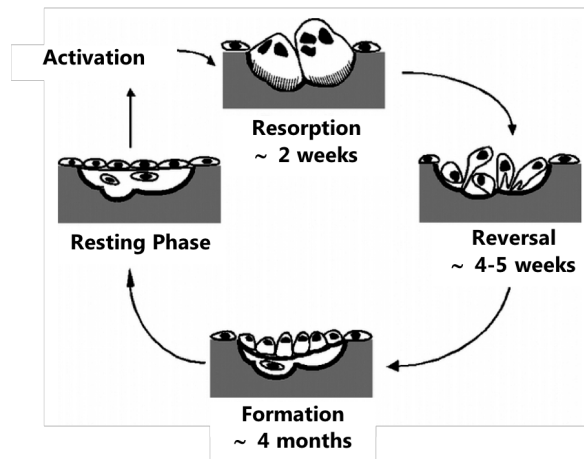 Activation
Resorption
~ 2 weeks
Reversal
~ 4-5 weeks
Formation
~ 4 months
Resting Phase